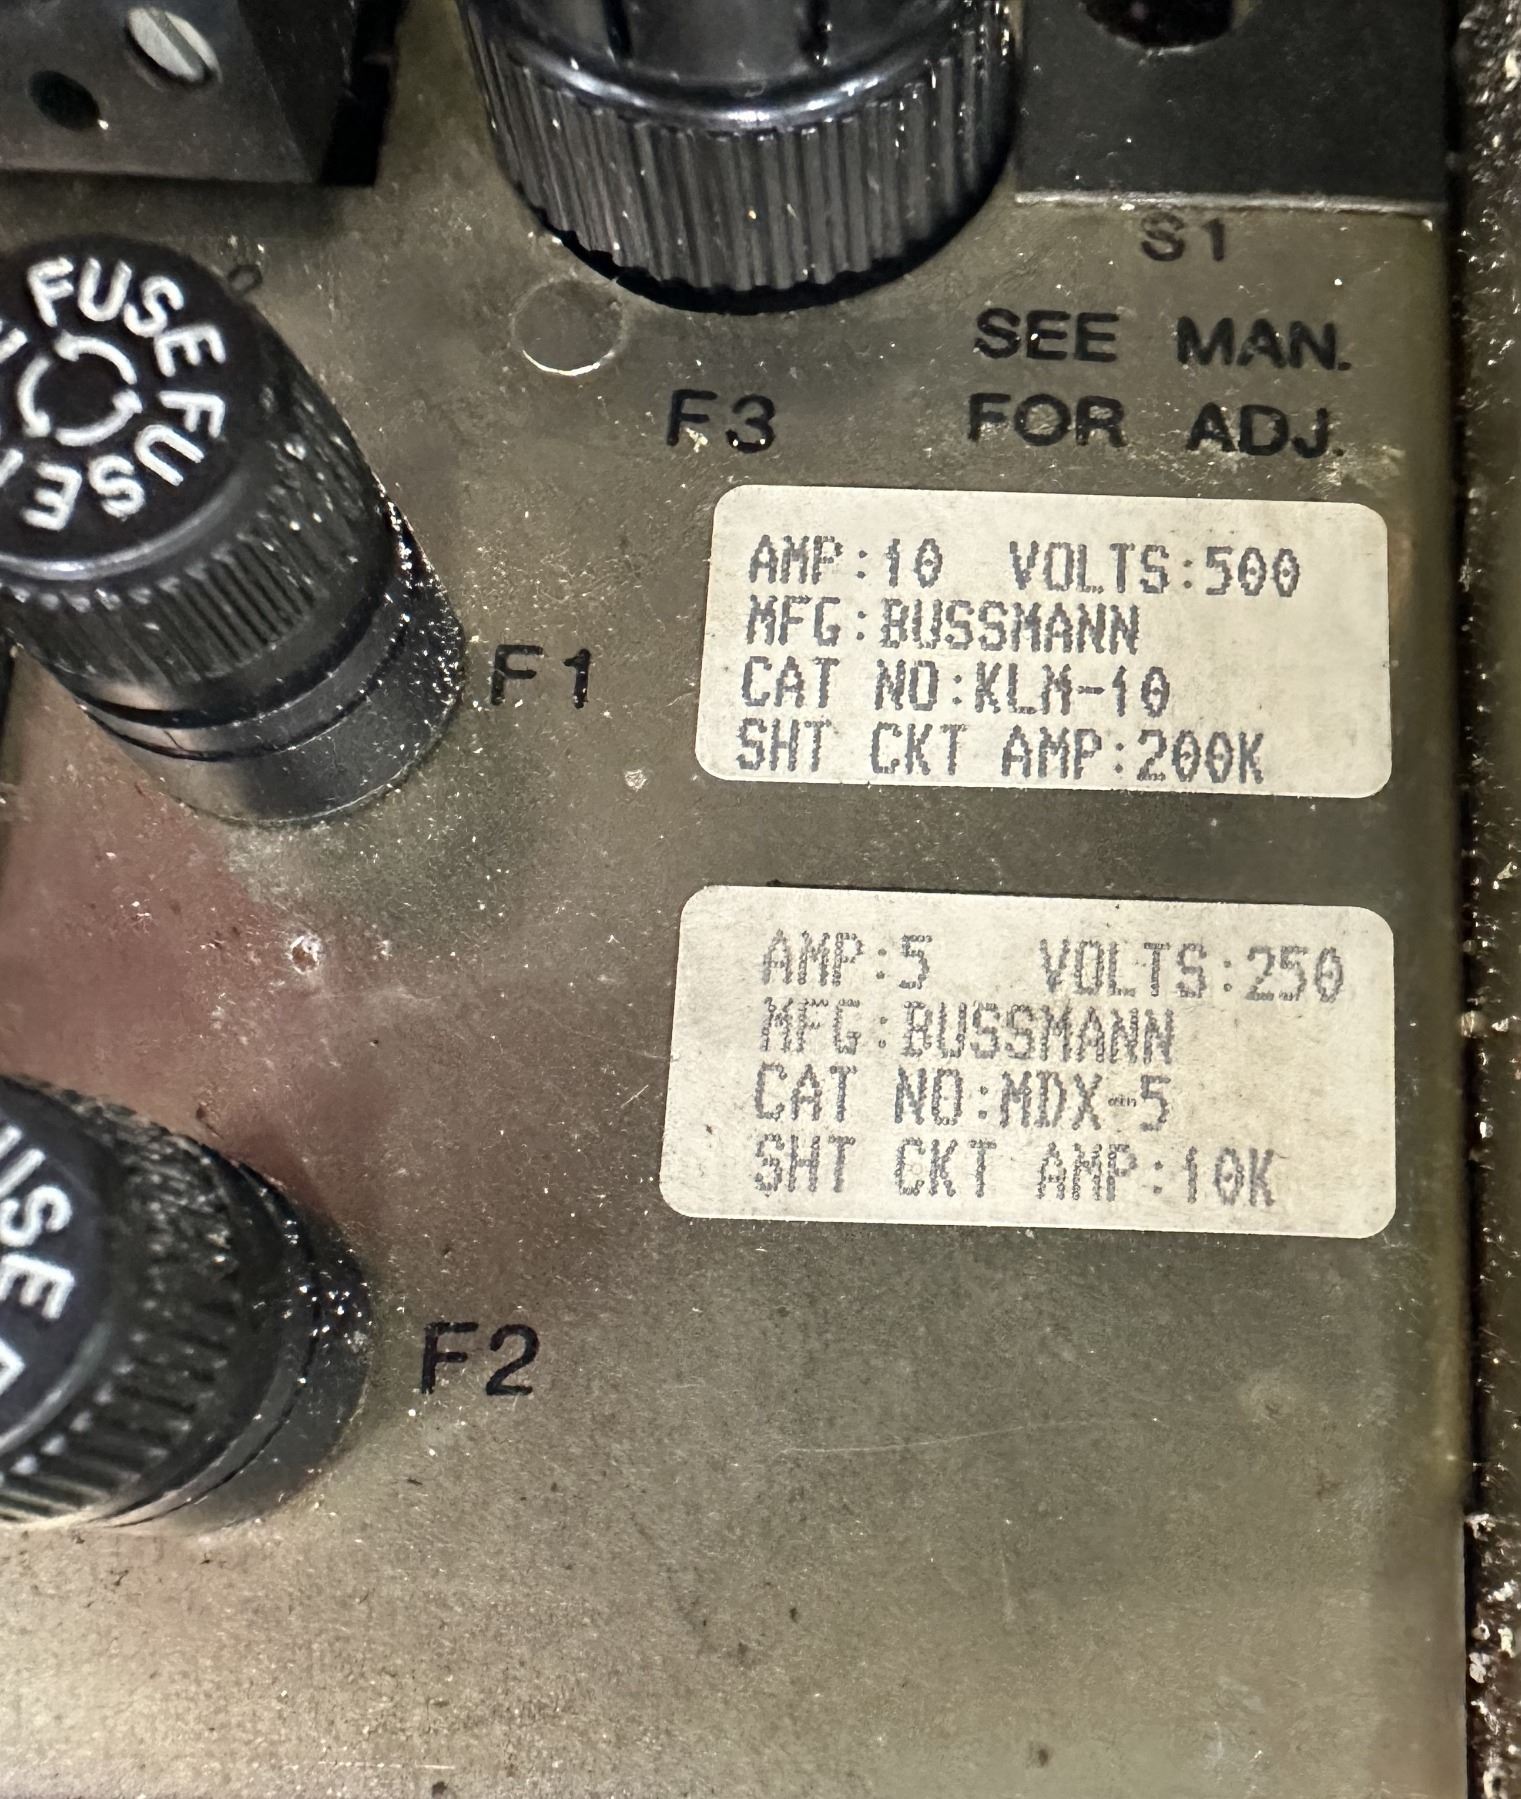 S1
SEE MAN.
FOR ADJ.
F3
FUSE FUSE
F1
AMP:10 VOLTS:500
MFG:BUSSMANN
CAT NO:KLM-10
SHT CKT AMP:200K
AMP:5 VOLTS:250
MFG:BUSSMANN
CAT NO:MDX-5
SHT CKT AMP:10K
F2